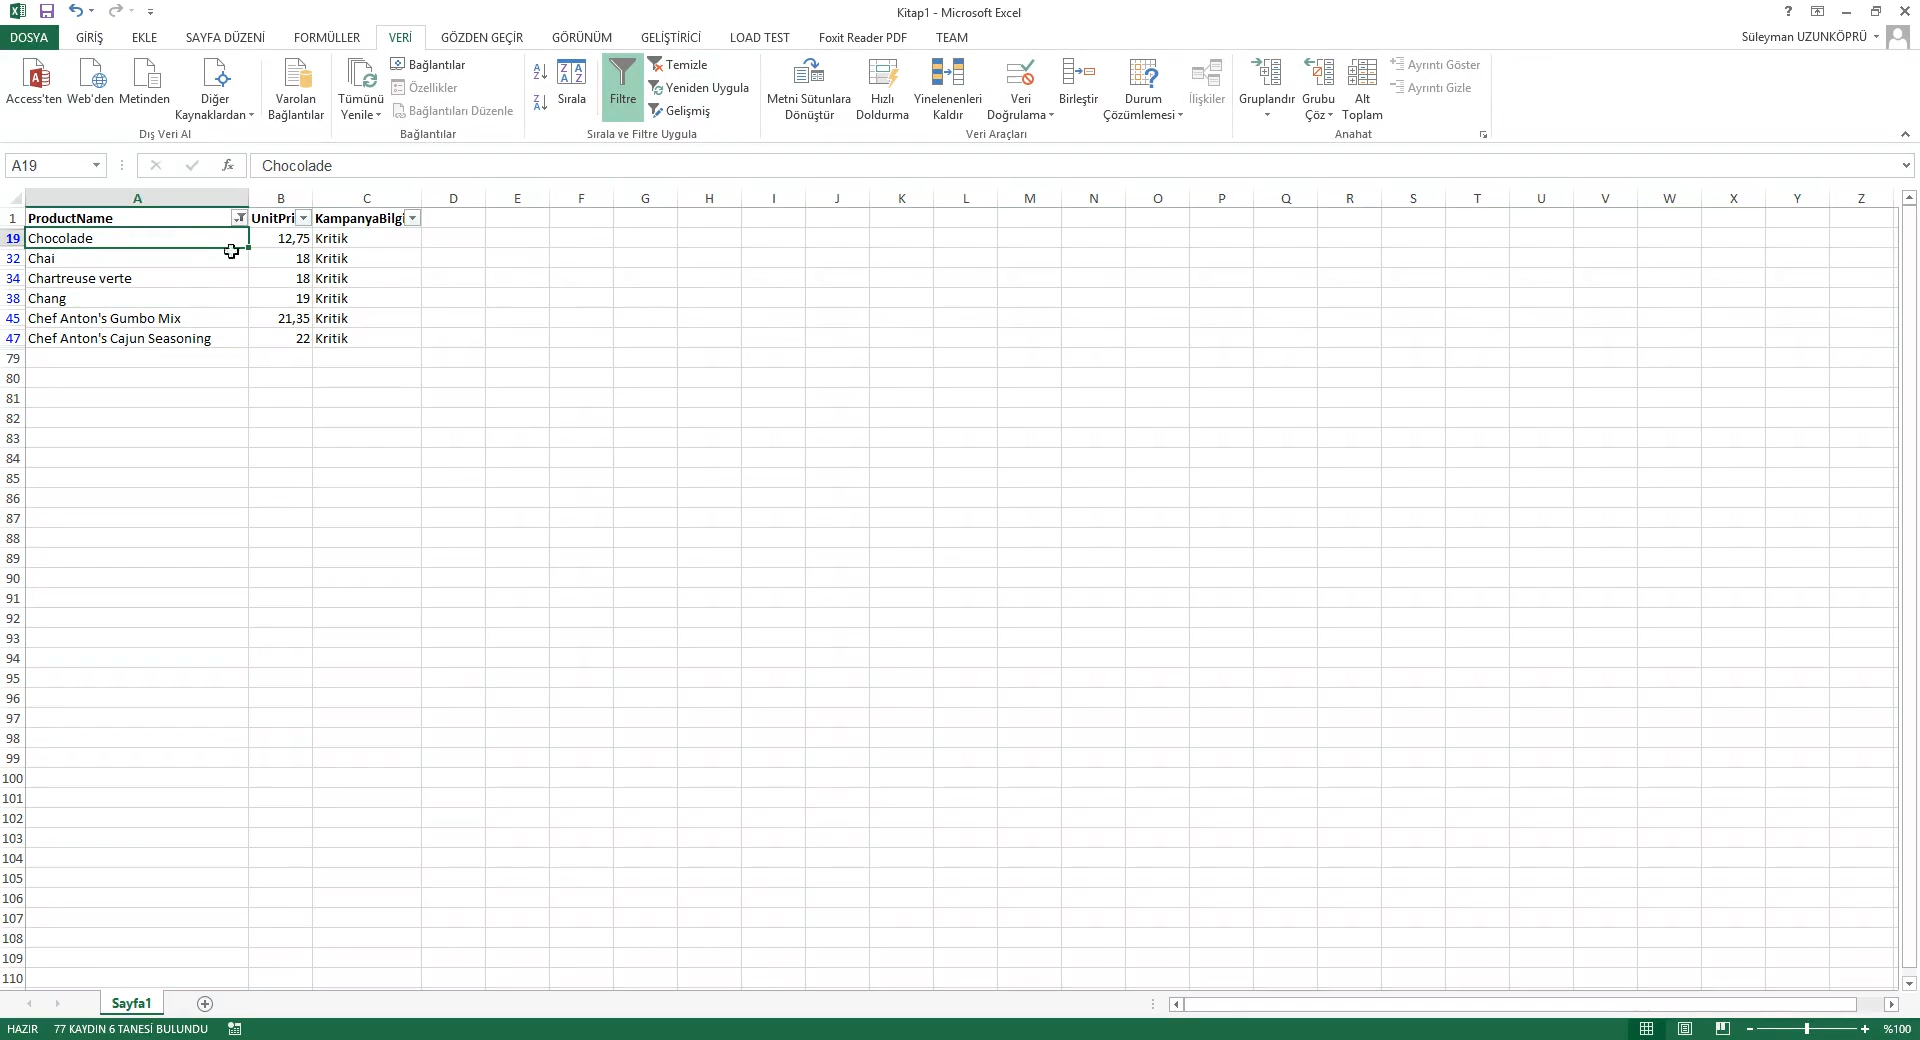 Kitap1 - Microsoft Excel
DOSYA GİRİŞ EKLE SAYFA DÜZENİ FORMÜLLER VERİ GÖZDEN GEÇİR GÖRÜNÜM GELİŞTİRİCİ LOAD TEST Foxit Reader PDF TEAM Süleyman UZUNKÖPRÜ
Access'ten Web'den Metinden Diğer Kaynaklardan
Dış Veri Al
Varolan Bağlantılar
Tümünü Yenile
Bağlantılar
Özellikler
Bağlantıları Düzenle
Bağlantılar
Sırala
Filtre
Temizle
Yeniden Uygula
Gelişmiş
Sırala ve Filtre Uygula
Metni Sütunlara Dönüştür
Hızlı Doldurma
Yinelenenleri Kaldır
Veri Doğrulama
Birleştir
Durum Çözümlemesi
İlişkiler
Veri Araçları
Gruplandır
Grubu Çöz
Alt Toplam
Ayrıntı Göster
Ayrıntı Gizle
Anahat
A19 fx Chocolade
A B C D E F G H I J K L M N O P Q R S T U V W X Y Z
1 ProductName UnitPri KampanyaBilgi
19 Chocolade 12,75 Kritik
32 Chai 18 Kritik
34 Chartreuse verte 18 Kritik
38 Chang 19 Kritik
45 Chef Anton's Gumbo Mix 21,35 Kritik
47 Chef Anton's Cajun Seasoning 22 Kritik
79
80
81
82
83
84
85
86
87
88
89
90
91
92
93
94
95
96
97
98
99
100
101
102
103
104
105
106
107
108
109
110
Sayfa1
HAZIR 77 KAYDIN 6 TANESİ BULUNDU %100